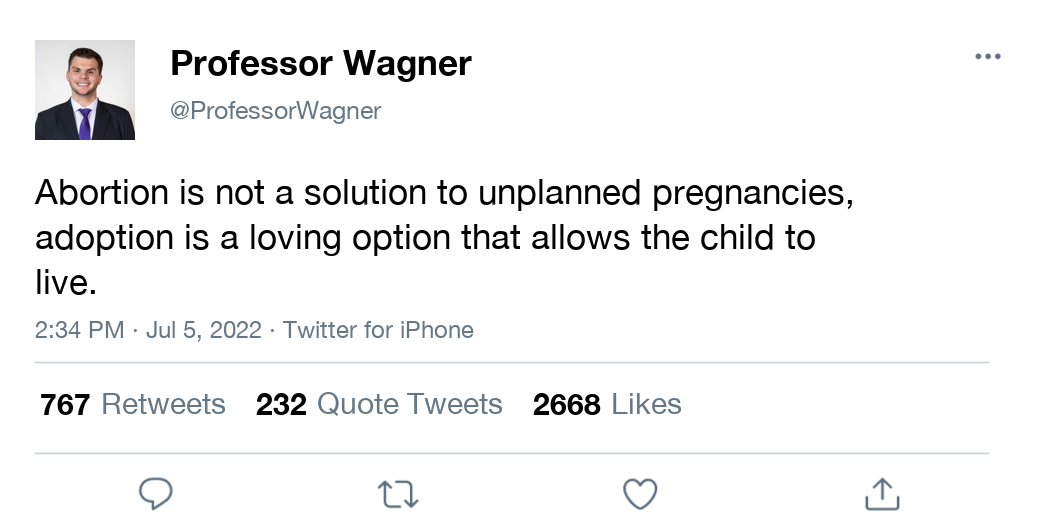 Professor Wagner
@ProfessorWagner
Abortion is not a solution to unplanned pregnancies,
adoption is a loving option that allows the child to
live.
2:34 PM · Jul 5, 2022 · Twitter for iPhone
767 Retweets 232 Quote Tweets 2668 Likes